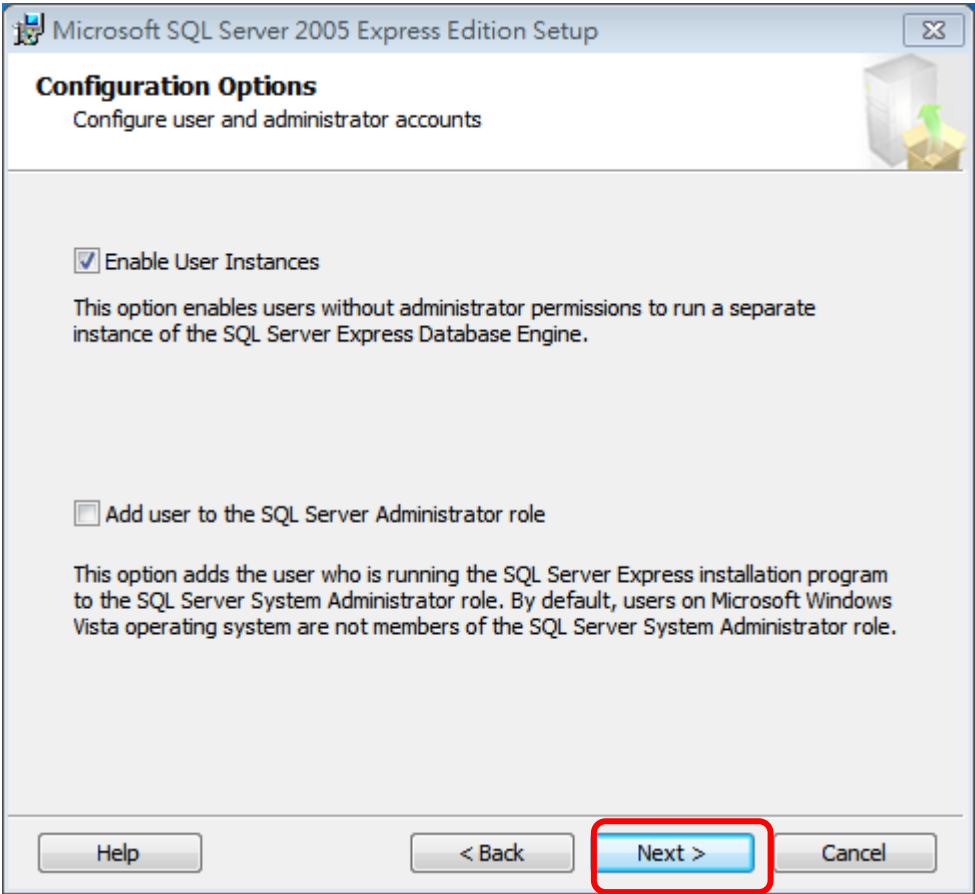 Microsoft SQL Server 2005 Express Edition Setup
Configuration Options
Configure user and administrator accounts
Enable User Instances
This option enables users without administrator permissions to run a separate
instance of the SQL Server Express Database Engine.
Add user to the SQL Server Administrator role
This option adds the user who is running the SQL Server Express installation program
to the SQL Server System Administrator role. By default, users on Microsoft Windows
Vista operating system are not members of the SQL Server System Administrator role.
Help
< Back
Next >
Cancel